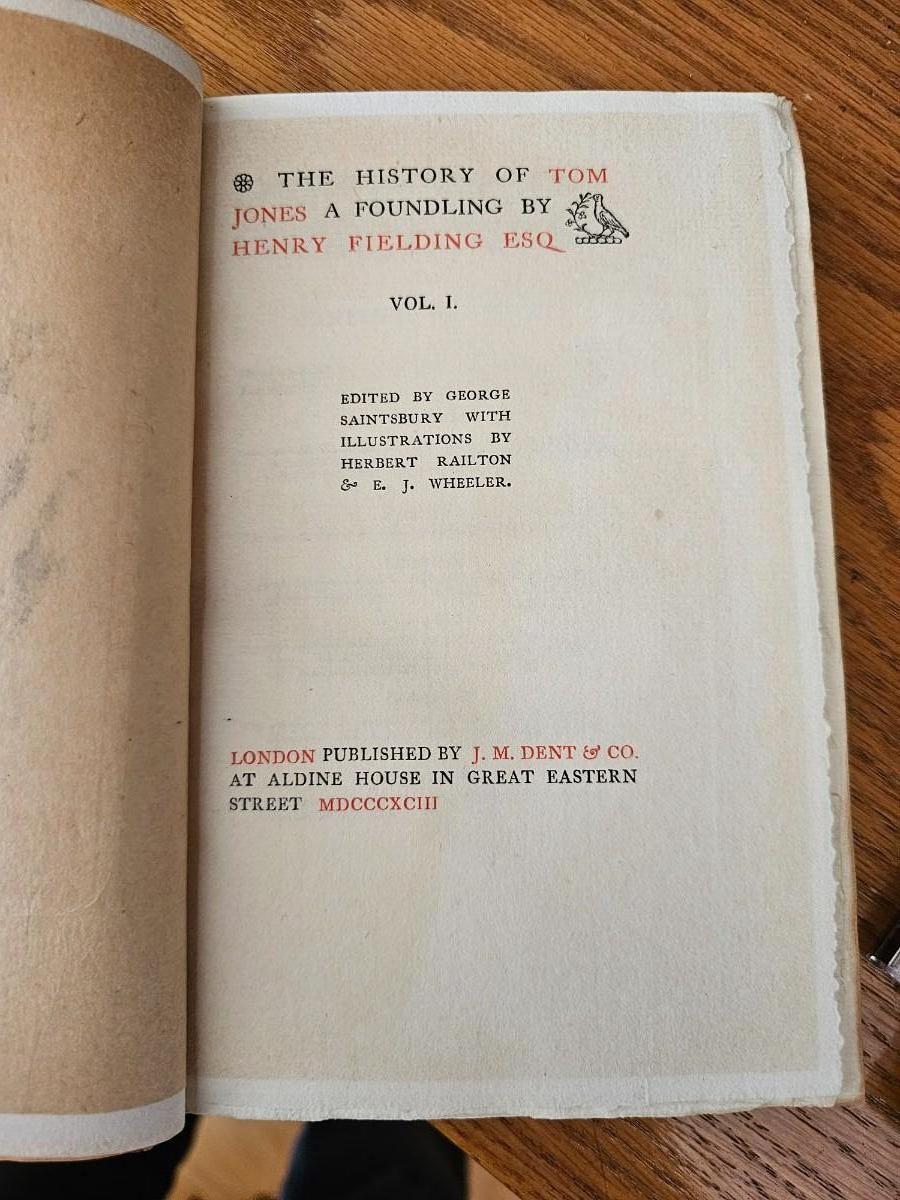 THE HISTORY OF TOM
JONES A FOUNDLING BY
HENRY FIELDING ESQ
VOL. I.
EDITED BY GEORGE
SAINTSBURY WITH
ILLUSTRATIONS BY
HERBERT RAILTON
& E. J. WHEELER.
LONDON PUBLISHED BY J. M. DENT & CO.
AT ALDINE HOUSE IN GREAT EASTERN
STREET MDCCCXCIII